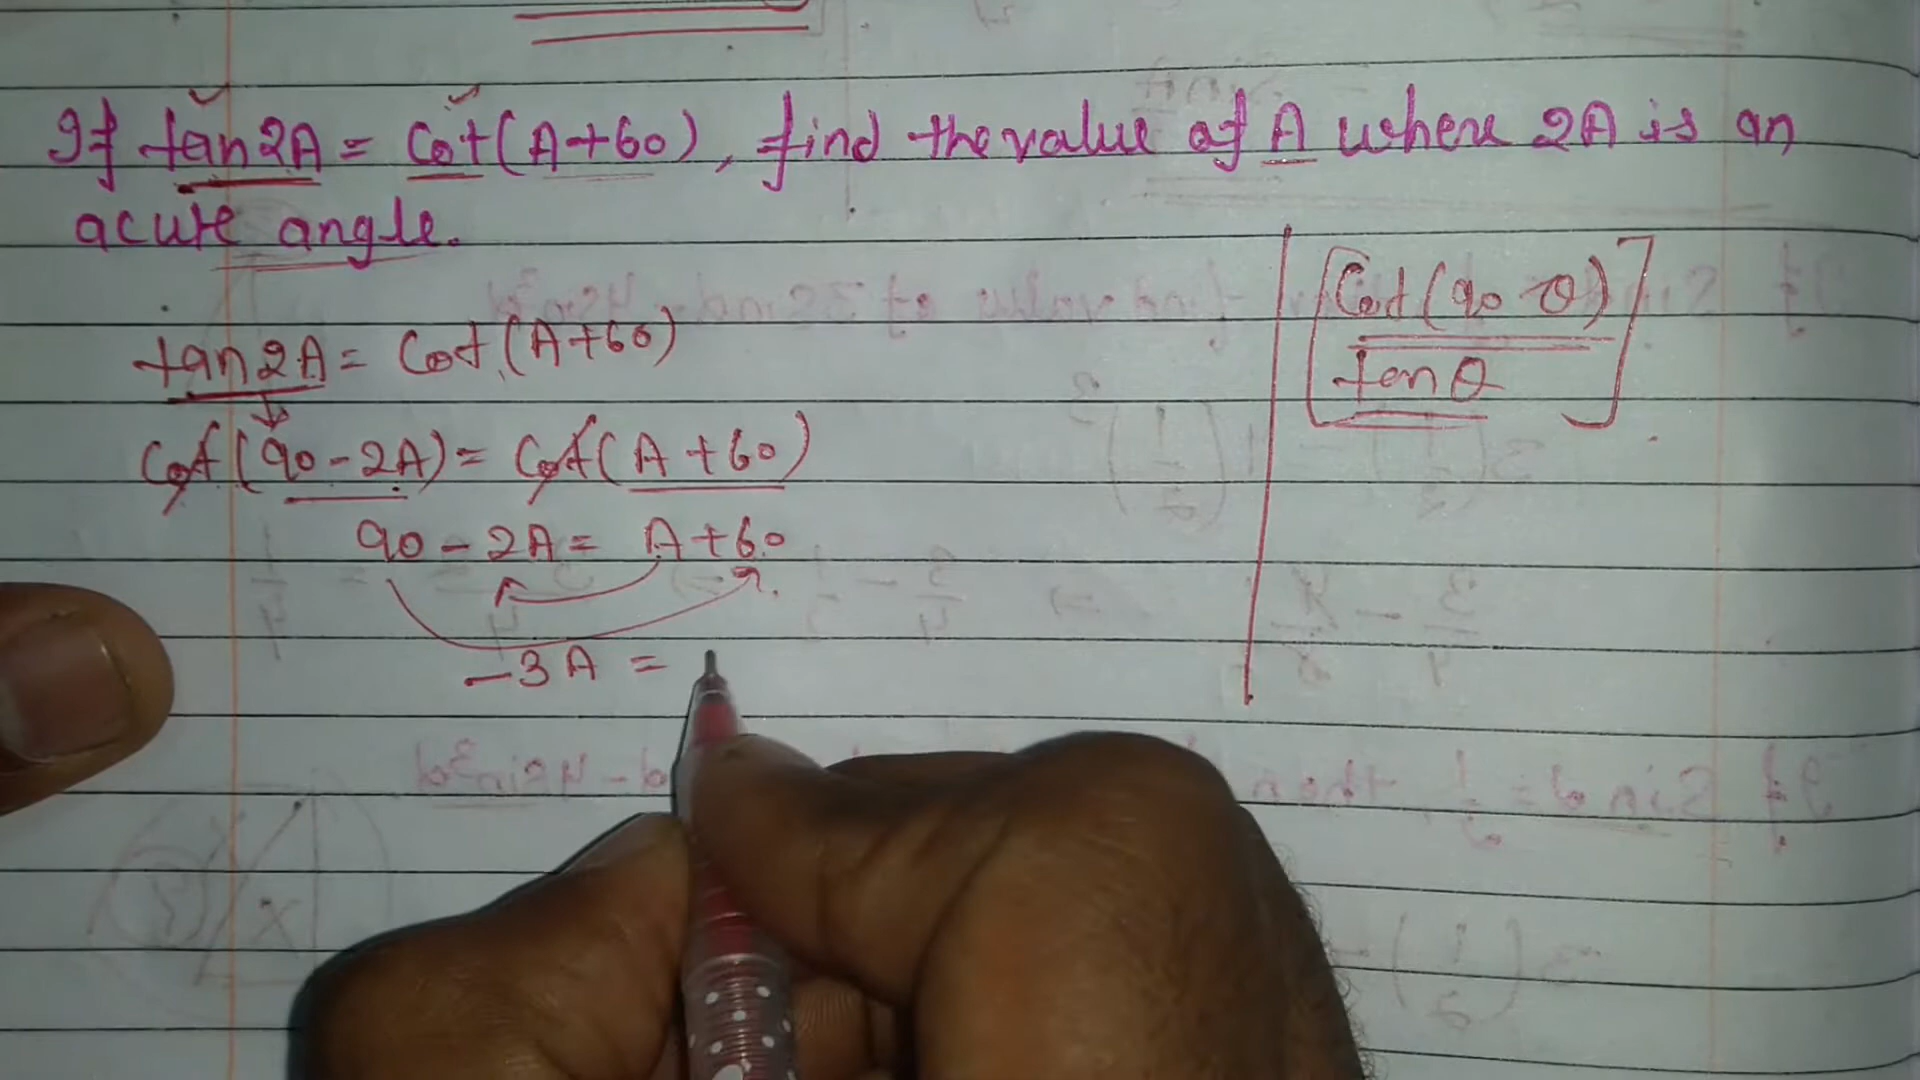 If tan2A = Cot(A+60), find the value of A where 2A is an
acute angle.
tan2A = Cot(A+60)
Cot(90-2A) = Cot(A+60)
90-2A = A+60
-3A =
Cot(90-θ)
tanθ